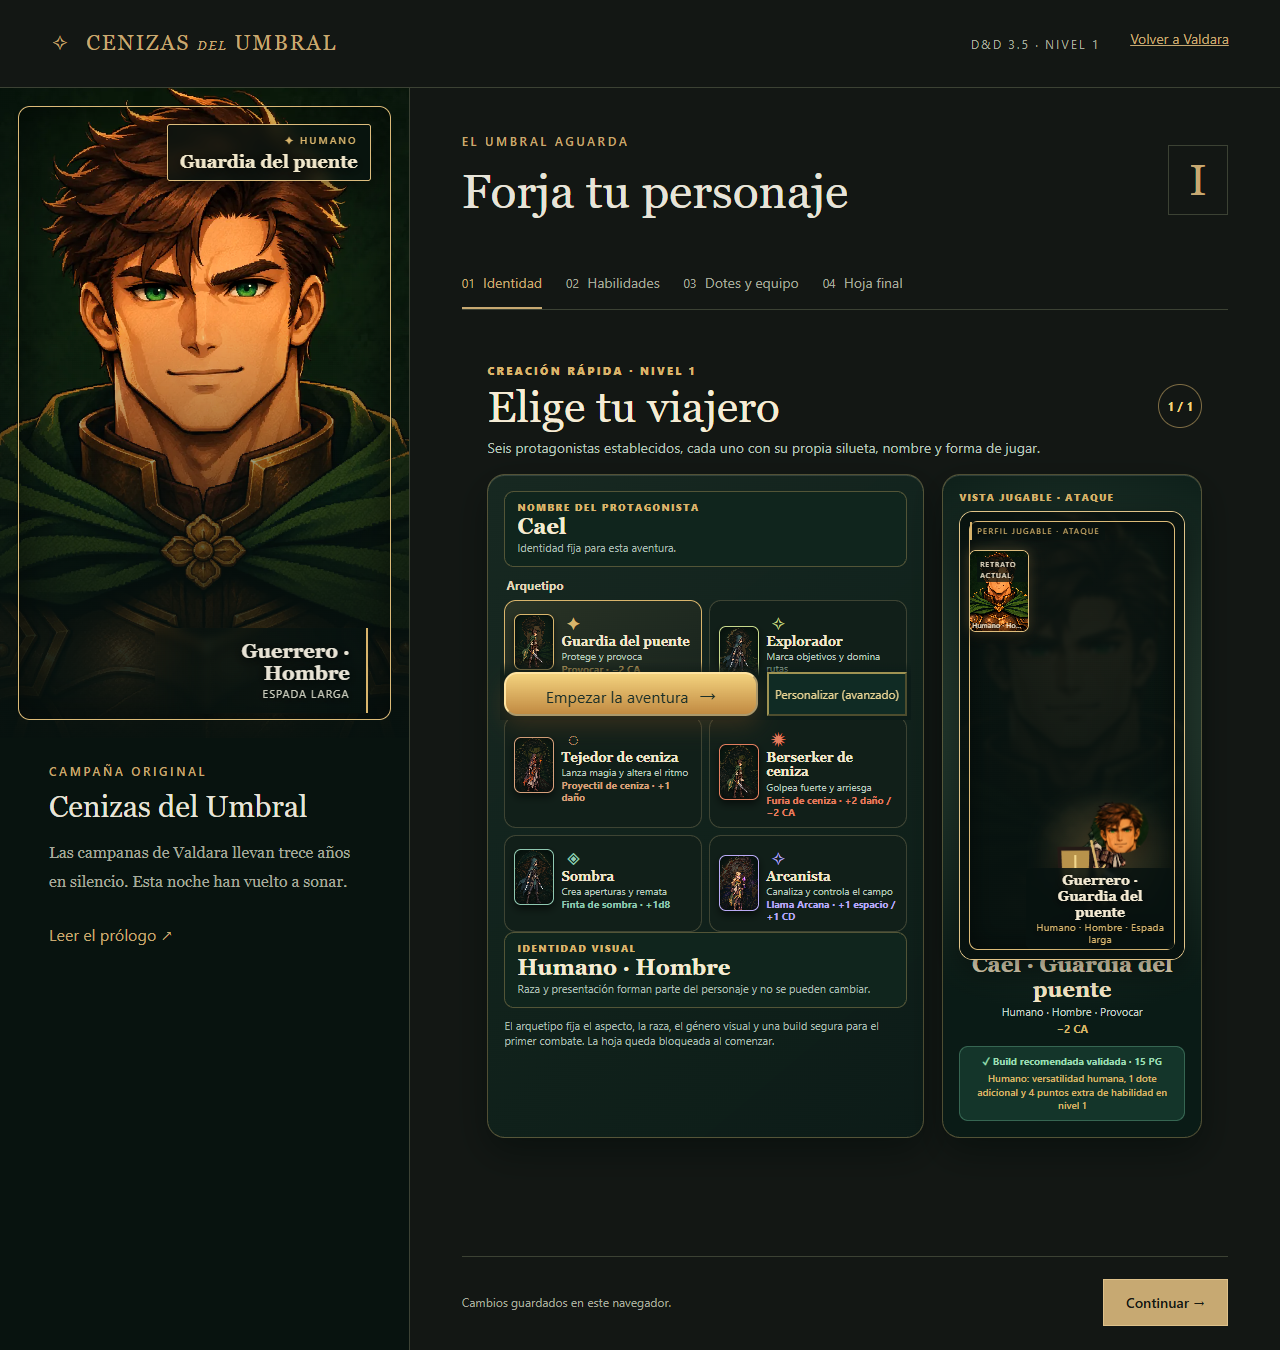 ✧ CENIZAS DEL UMBRAL
D&D 3.5 · NIVEL 1
Volver a Valdara
✦ HUMANO
Guardia del puente
Guerrero ·
Hombre
ESPADA LARGA
CAMPAÑA ORIGINAL
Cenizas del Umbral
Las campanas de Valdara llevan trece años
en silencio. Esta noche han vuelto a sonar.
Leer el prólogo ↗
EL UMBRAL AGUARDA
Forja tu personaje
I
01 Identidad
02 Habilidades
03 Dotes y equipo
04 Hoja final
CREACIÓN RÁPIDA · NIVEL 1
Elige tu viajero
1 / 1
Seis protagonistas establecidos, cada uno con su propia silueta, nombre y forma de jugar.
NOMBRE DEL PROTAGONISTA
Cael
Identidad fija para esta aventura.
Arquetipo
Guardia del puente
Protege y provoca
Provocar · −2 CA
Explorador
Marca objetivos y domina
rutas
Empezar la aventura →
Personalizar (avanzado)
Tejedor de ceniza
Lanza magia y altera el ritmo
Proyectil de ceniza · +1
daño
Berserker de
ceniza
Golpea fuerte y arriesga
Furia de ceniza · +2 daño /
−2 CA
Sombra
Crea aperturas y remata
Finta de sombra · +1d8
Arcanista
Canaliza y controla el campo
Llama Arcana · +1 espacio /
+1 CD
IDENTIDAD VISUAL
Humano · Hombre
Raza y presentación forman parte del personaje y no se pueden cambiar.
El arquetipo fija el aspecto, la raza, el género visual y una build segura para el
primer combate. La hoja queda bloqueada al comenzar.
VISTA JUGABLE · ATAQUE
PERFIL JUGABLE · ATAQUE
RETRATO
ACTUAL
Humano · Ho...
Guerrero ·
Guardia del
puente
Humano · Hombre · Espada
larga
Cael · Guardia del
puente
Humano · Hombre · Provocar
−2 CA
✓ Build recomendada validada · 15 PG
Humano: versatilidad humana, 1 dote
adicional y 4 puntos extra de habilidad en
nivel 1
Cambios guardados en este navegador.
Continuar →